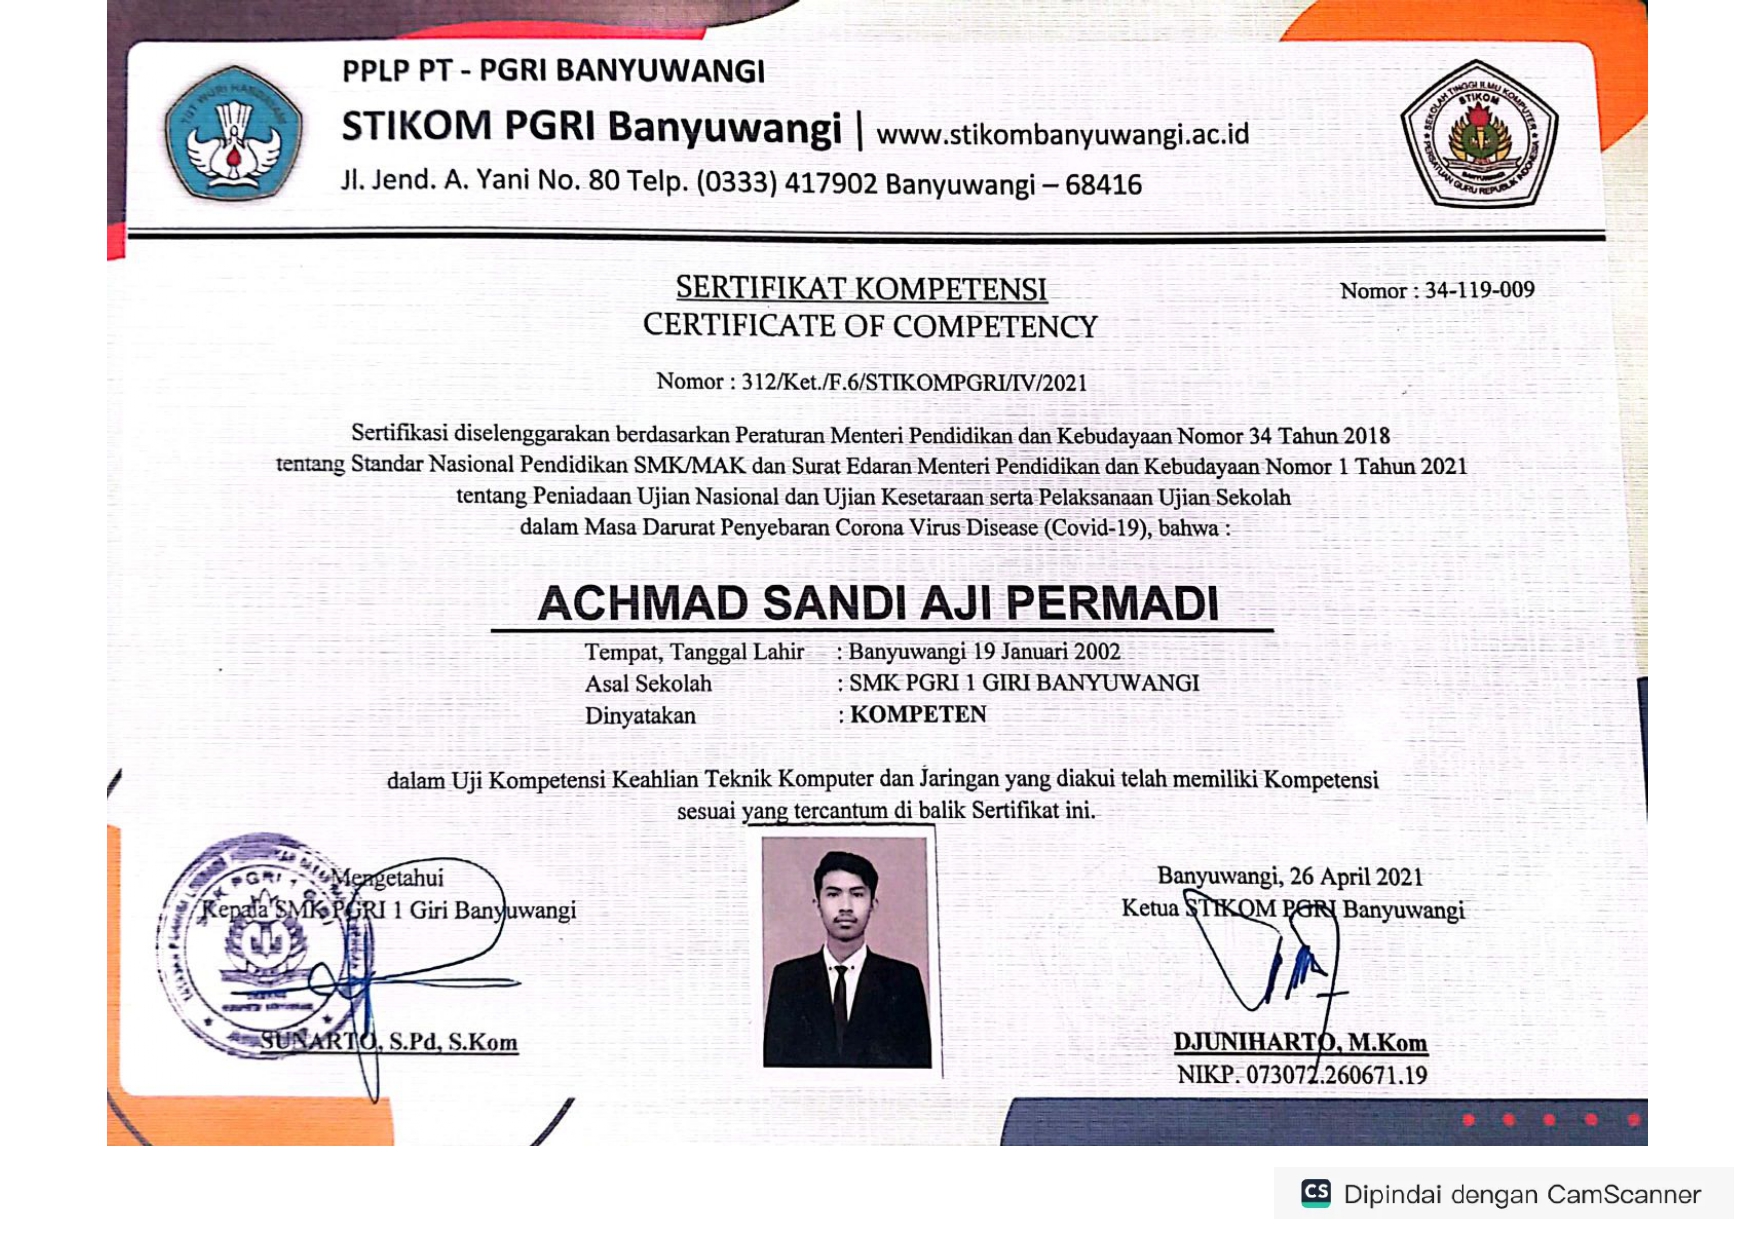 PPLP PT - PGRI BANYUWANGI
STIKOM PGRI Banyuwangi | www.stikombanyuwangi.ac.id
Jl. Jend. A. Yani No. 80 Telp. (0333) 417902 Banyuwangi – 68416
TUT WURI HANDAYANI
SEKOLAH TINGGI ILMU KOMPUTER
STIKOM
BANYUWANGI
PERSATUAN GURU REPUBLIK INDONESIA
SERTIFIKAT KOMPETENSI
Nomor : 34-119-009
CERTIFICATE OF COMPETENCY
Nomor : 312/Ket./F.6/STIKOMPGRI/IV/2021
Sertifikasi diselenggarakan berdasarkan Peraturan Menteri Pendidikan dan Kebudayaan Nomor 34 Tahun 2018
tentang Standar Nasional Pendidikan SMK/MAK dan Surat Edaran Menteri Pendidikan dan Kebudayaan Nomor 1 Tahun 2021
tentang Peniadaan Ujian Nasional dan Ujian Kesetaraan serta Pelaksanaan Ujian Sekolah
dalam Masa Darurat Penyebaran Corona Virus Disease (Covid-19), bahwa :
ACHMAD SANDI AJI PERMADI
Tempat, Tanggal Lahir : Banyuwangi 19 Januari 2002
Asal Sekolah : SMK PGRI 1 GIRI BANYUWANGI
Dinyatakan : KOMPETEN
dalam Uji Kompetensi Keahlian Teknik Komputer dan Jaringan yang diakui telah memiliki Kompetensi
sesuai yang tercantum di balik Sertifikat ini.
Mengetahui
Kepala SMK PGRI 1 Giri Banyuwangi
SMK PGRI 1 GIRI
SUNARTO, S.Pd, S.Kom
Banyuwangi, 26 April 2021
Ketua STIKOM PGRI Banyuwangi
DJUNIHARTO, M.Kom
NIKP. 073072.260671.19
CS Dipindai dengan CamScanner